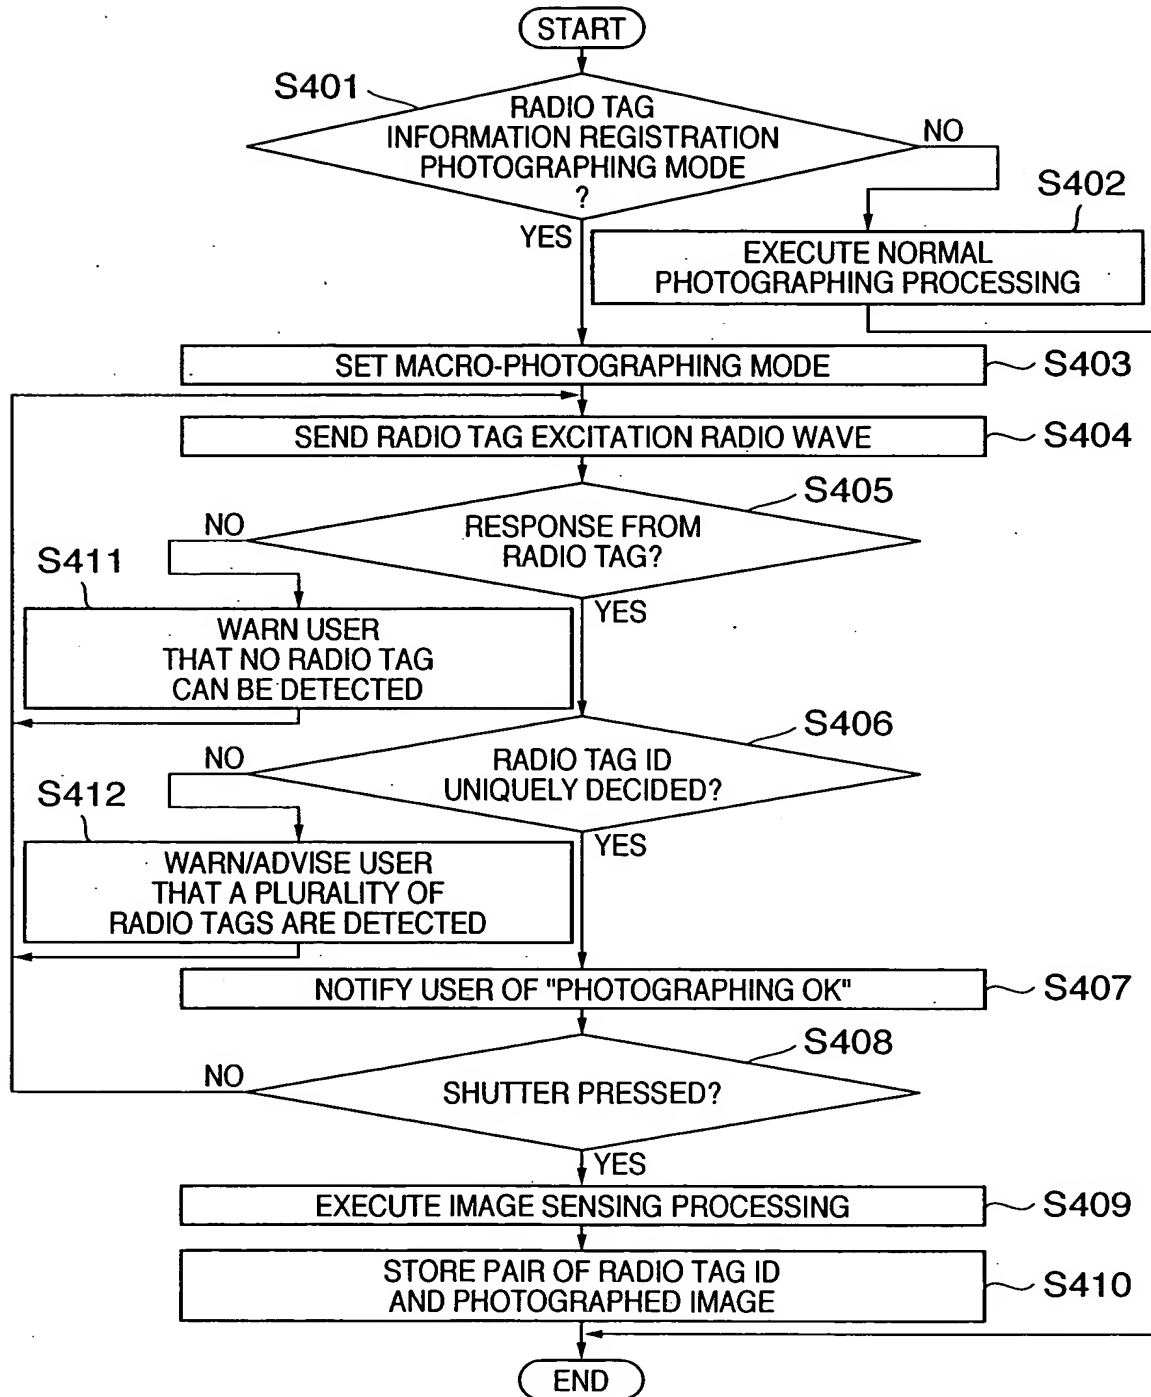 START
S401
RADIO TAG
INFORMATION REGISTRATION
PHOTOGRAPHING MODE
?
NO
YES
S402
EXECUTE NORMAL
PHOTOGRAPHING PROCESSING
SET MACRO-PHOTOGRAPHING MODE
S403
SEND RADIO TAG EXCITATION RADIO WAVE
S404
S405
RESPONSE FROM
RADIO TAG?
NO
YES
S411
WARN USER
THAT NO RADIO TAG
CAN BE DETECTED
S406
RADIO TAG ID
UNIQUELY DECIDED?
NO
YES
S412
WARN/ADVISE USER
THAT A PLURALITY OF
RADIO TAGS ARE DETECTED
NOTIFY USER OF "PHOTOGRAPHING OK"
S407
S408
SHUTTER PRESSED?
NO
YES
EXECUTE IMAGE SENSING PROCESSING
S409
STORE PAIR OF RADIO TAG ID
AND PHOTOGRAPHED IMAGE
S410
END